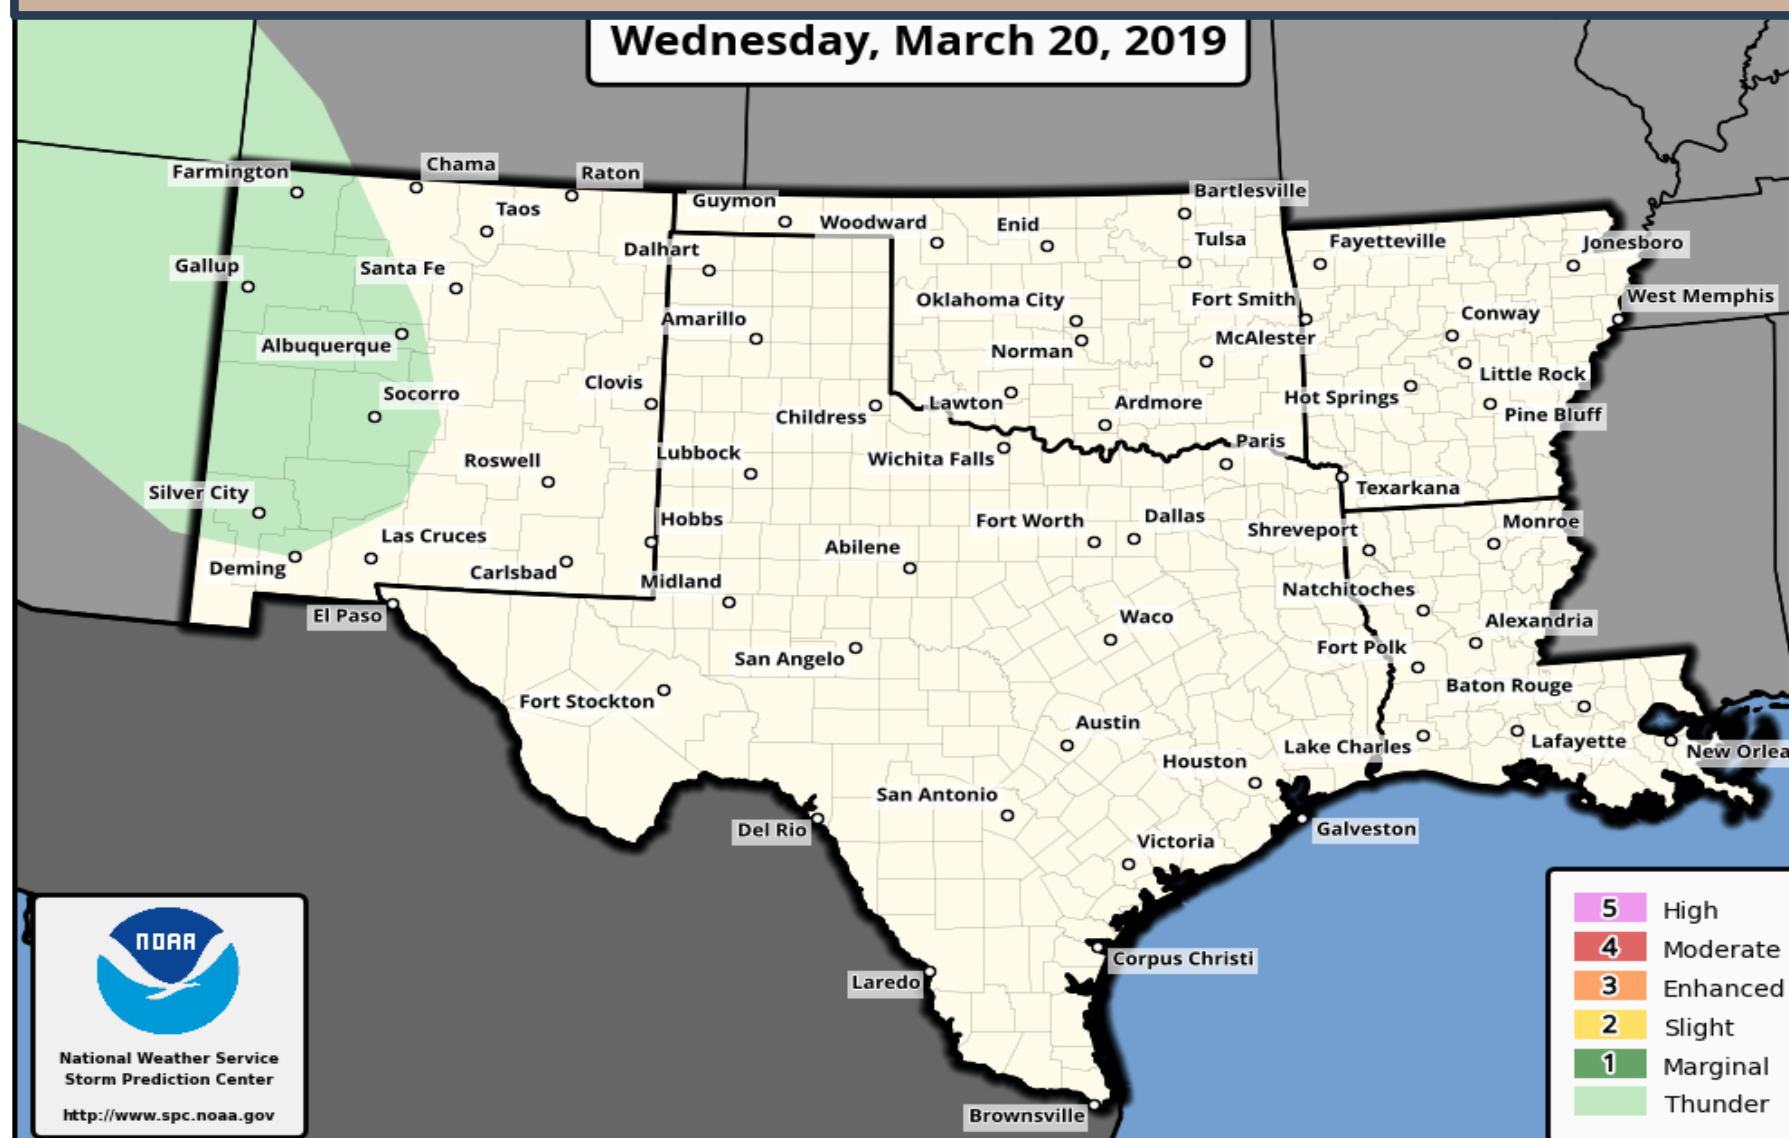 Wednesday, March 20, 2019
Farmington
Chama
Raton
Taos
Guymon
Woodward
Enid
Bartlesville
Tulsa
Fayetteville
Jonesboro
Gallup
Santa Fe
Dalhart
Oklahoma City
Fort Smith
West Memphis
Albuquerque
Amarillo
Norman
McAlester
Conway
Socorro
Clovis
Childress
Lawton
Ardmore
Hot Springs
Little Rock
Pine Bluff
Roswell
Lubbock
Wichita Falls
Paris
Texarkana
Silver City
Hobbs
Fort Worth
Dallas
Shreveport
Monroe
Las Cruces
Deming
Carlsbad
Midland
Abilene
Natchitoches
El Paso
Waco
Alexandria
San Angelo
Fort Polk
Fort Stockton
Baton Rouge
Austin
Houston
Lake Charles
Lafayette
New Orlea
San Antonio
Del Rio
Victoria
Galveston
Corpus Christi
Laredo
Brownsville
NOAA
National Weather Service
Storm Prediction Center
http://www.spc.noaa.gov
5 High
4 Moderate
3 Enhanced
2 Slight
1 Marginal
Thunder